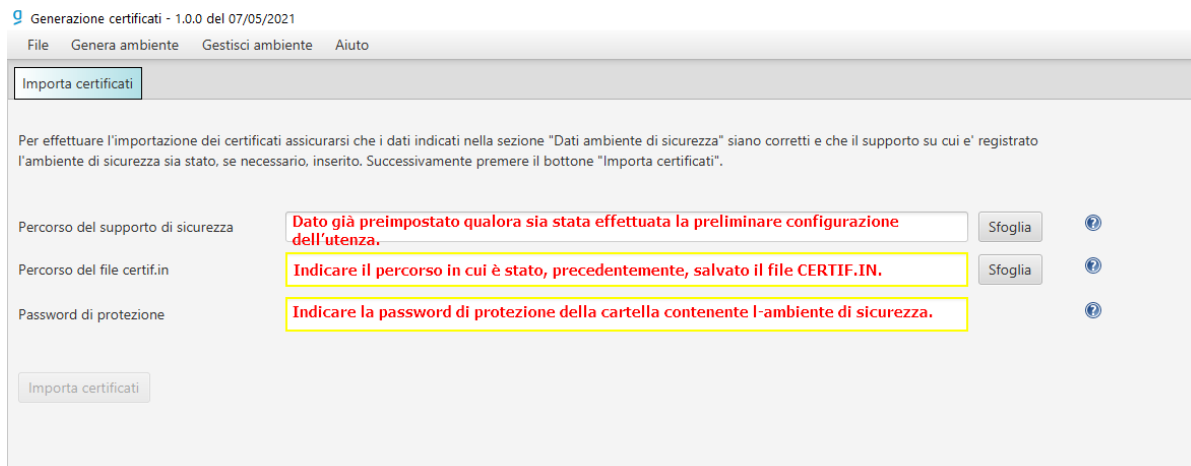 Generazione certificati - 1.0.0 del 07/05/2021
File Genera ambiente Gestisci ambiente Aiuto
Importa certificati
Per effettuare l'importazione dei certificati assicurarsi che i dati indicati nella sezione "Dati ambiente di sicurezza" siano corretti e che il supporto su cui e' registrato
l'ambiente di sicurezza sia stato, se necessario, inserito. Successivamente premere il bottone "Importa certificati".
Percorso del supporto di sicurezza
Dato già preimpostato qualora sia stata effettuata la preliminare configurazione
dell'utenza.
Sfoglia
Percorso del file certif.in
Indicare il percorso in cui è stato, precedentemente, salvato il file CERTIF.IN.
Sfoglia
Password di protezione
Indicare la password di protezione della cartella contenente l-ambiente di sicurezza.
Importa certificati